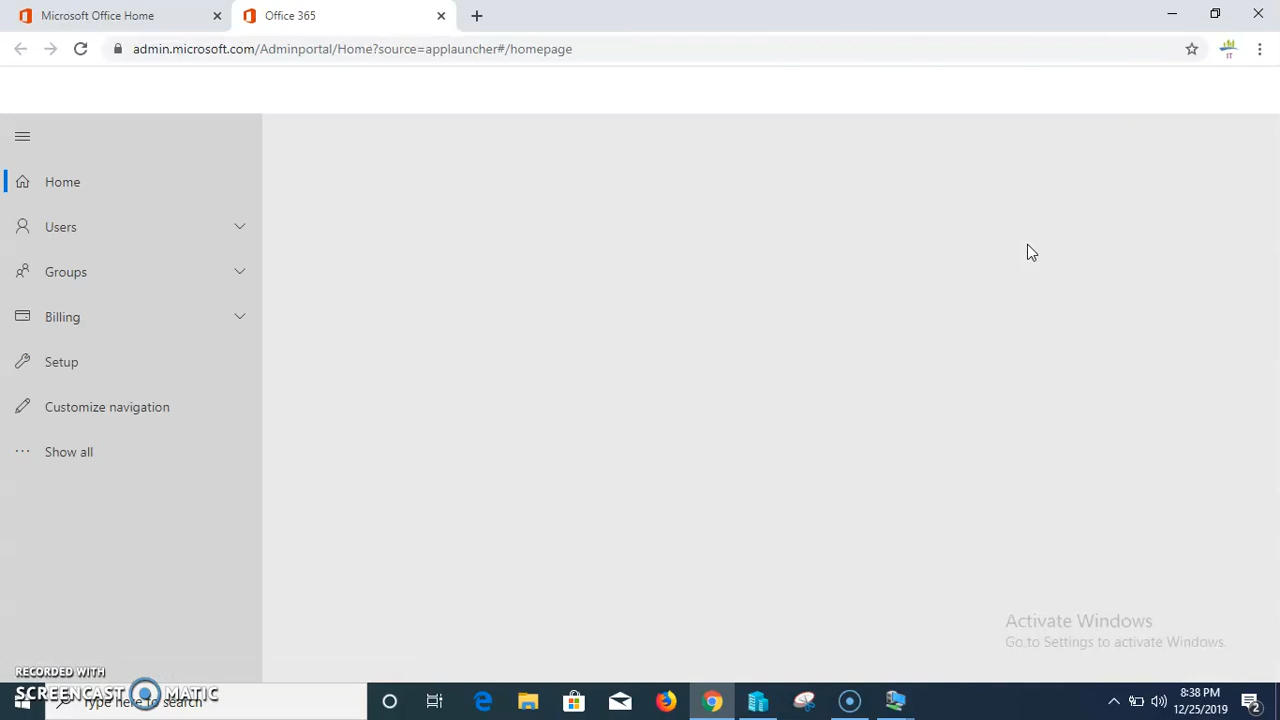 Microsoft Office Home
Office 365
admin.microsoft.com/Adminportal/Home?source=applauncher#/homepage
IT
Home
Users
Groups
Billing
Setup
Customize navigation
Show all
Activate Windows
Go to Settings to activate Windows.
RECORDED WITH
SCREENCAST MATIC
Type here to search
8:38 PM
12/25/2019
2